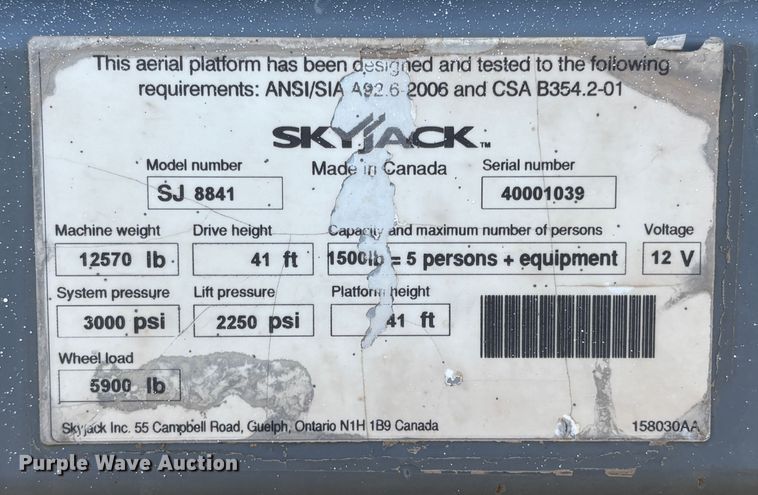 This aerial platform has been designed and tested to the following
requirements: ANSI/SIA A92.6-2006 and CSA B354.2-01
SKYJACK™
Made in Canada
Model number
SJ 8841
Serial number
40001039
Machine weight Drive height Capacity and maximum number of persons Voltage
12570 lb 41 ft 1500lb = 5 persons + equipment 12 V
System pressure Lift pressure Platform height
3000 psi 2250 psi 41 ft
Wheel load
5900 lb
Skyjack Inc. 55 Campbell Road, Guelph, Ontario N1H 1B9 Canada 158030AA
Purple Wave Auction